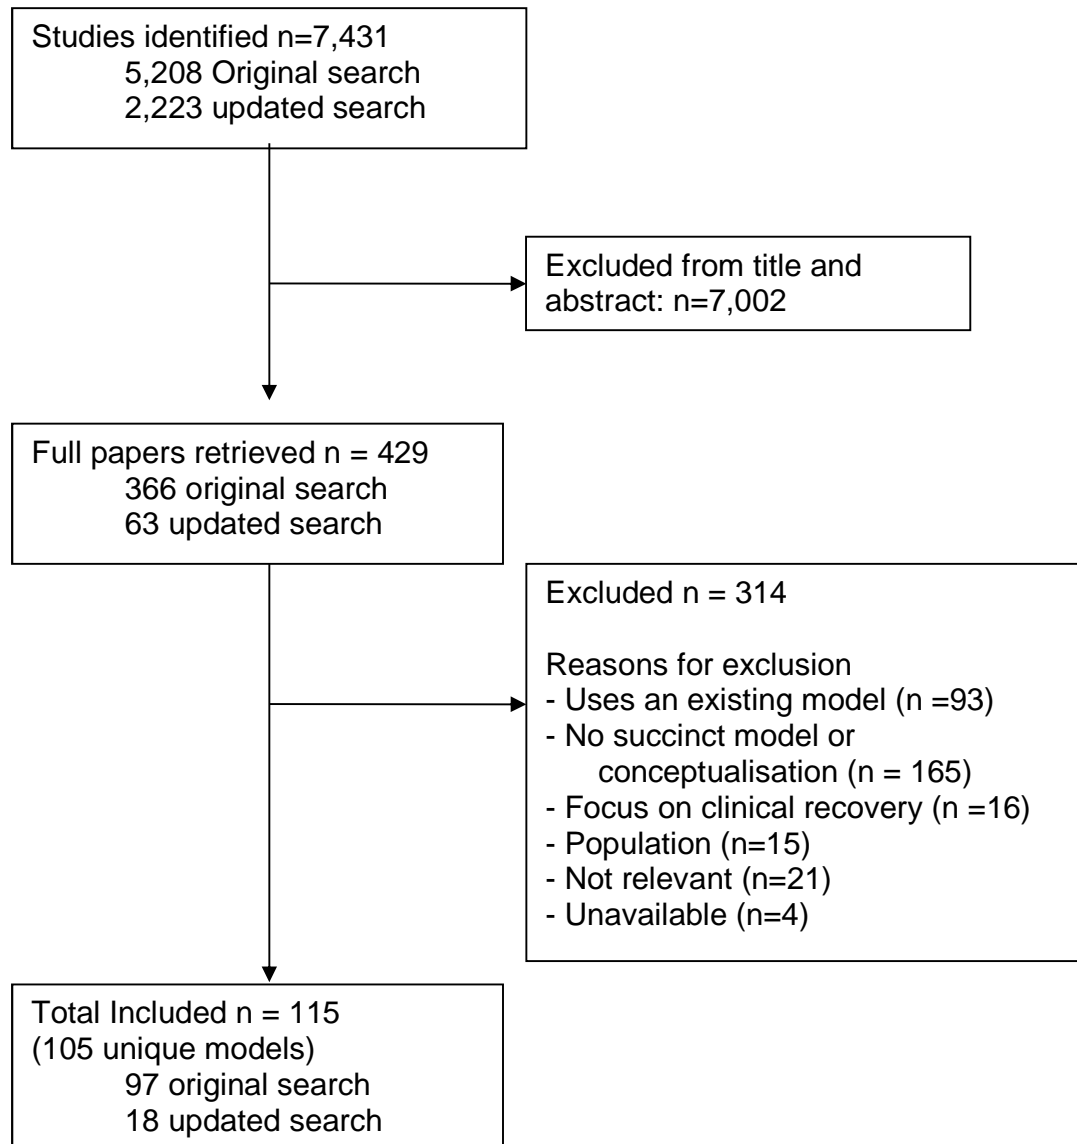 Studies identified n=7,431
5,208 Original search
2,223 updated search
Excluded from title and
abstract: n=7,002
Full papers retrieved n = 429
366 original search
63 updated search
Excluded n = 314
Reasons for exclusion
- Uses an existing model (n =93)
- No succinct model or
conceptualisation (n = 165)
- Focus on clinical recovery (n =16)
- Population (n=15)
- Not relevant (n=21)
- Unavailable (n=4)
Total Included n = 115
(105 unique models)
97 original search
18 updated search